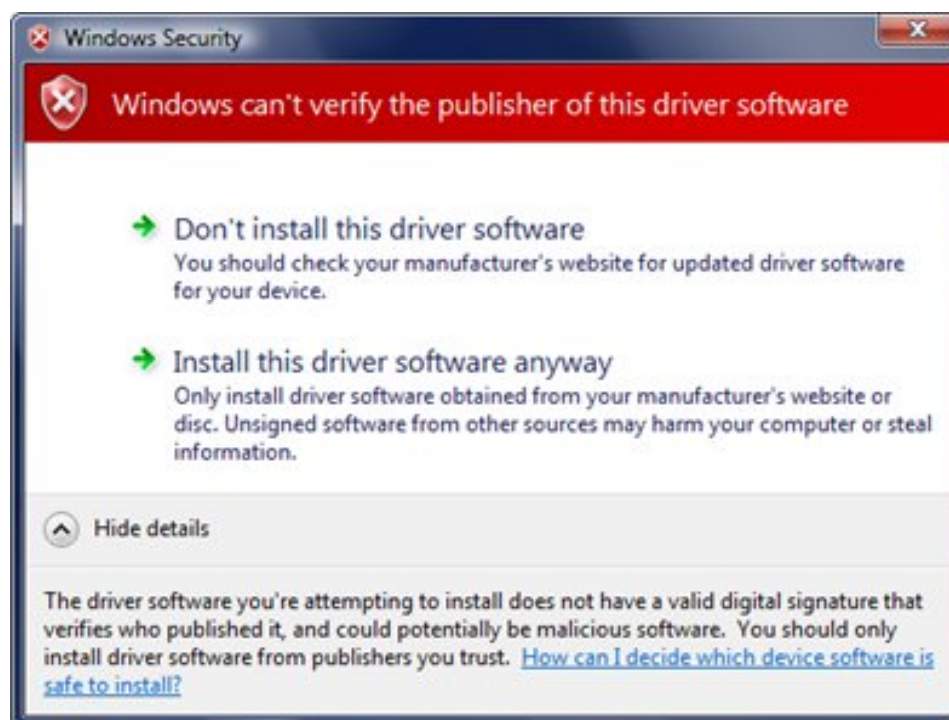 Windows Security
Windows can't verify the publisher of this driver software
Don't install this driver software
You should check your manufacturer's website for updated driver software
for your device.
Install this driver software anyway
Only install driver software obtained from your manufacturer's website or
disc. Unsigned software from other sources may harm your computer or steal
information.
Hide details
The driver software you're attempting to install does not have a valid digital signature that
verifies who published it, and could potentially be malicious software. You should only
install driver software from publishers you trust. How can I decide which device software is
safe to install?